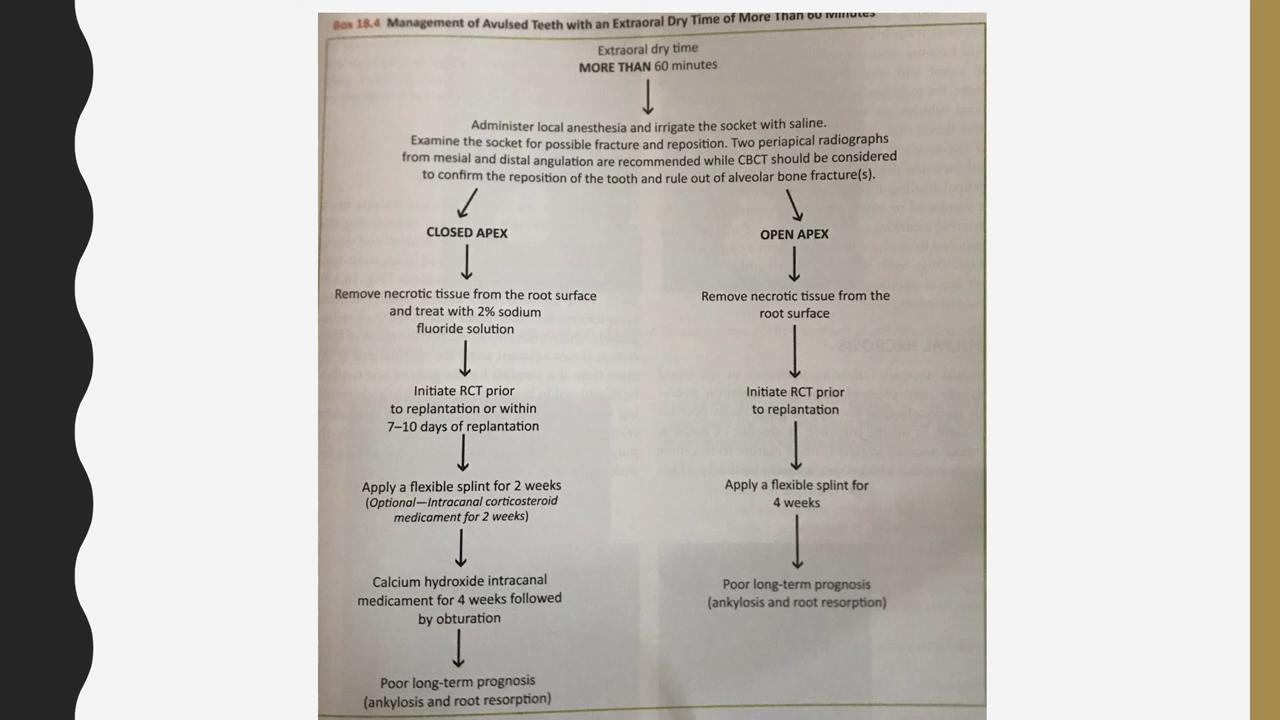 Box 18.4 Management of Avulsed Teeth with an Extraoral Dry Time of More Than 60 Minutes
Extraoral dry time
MORE THAN 60 minutes
Administer local anesthesia and irrigate the socket with saline.
Examine the socket for possible fracture and reposition. Two periapical radiographs
from mesial and distal angulation are recommended while CBCT should be considered
to confirm the reposition of the tooth and rule out of alveolar bone fracture(s).
CLOSED APEX
Remove necrotic tissue from the root surface
and treat with 2% sodium
fluoride solution
Initiate RCT prior
to replantation or within
7–10 days of replantation
Apply a flexible splint for 2 weeks
(Optional—Intracanal corticosteroid
medicament for 2 weeks)
Calcium hydroxide intracanal
medicament for 4 weeks followed
by obturation
Poor long-term prognosis
(ankylosis and root resorption)
OPEN APEX
Remove necrotic tissue from the
root surface
Initiate RCT prior
to replantation
Apply a flexible splint for
4 weeks
Poor long-term prognosis
(ankylosis and root resorption)